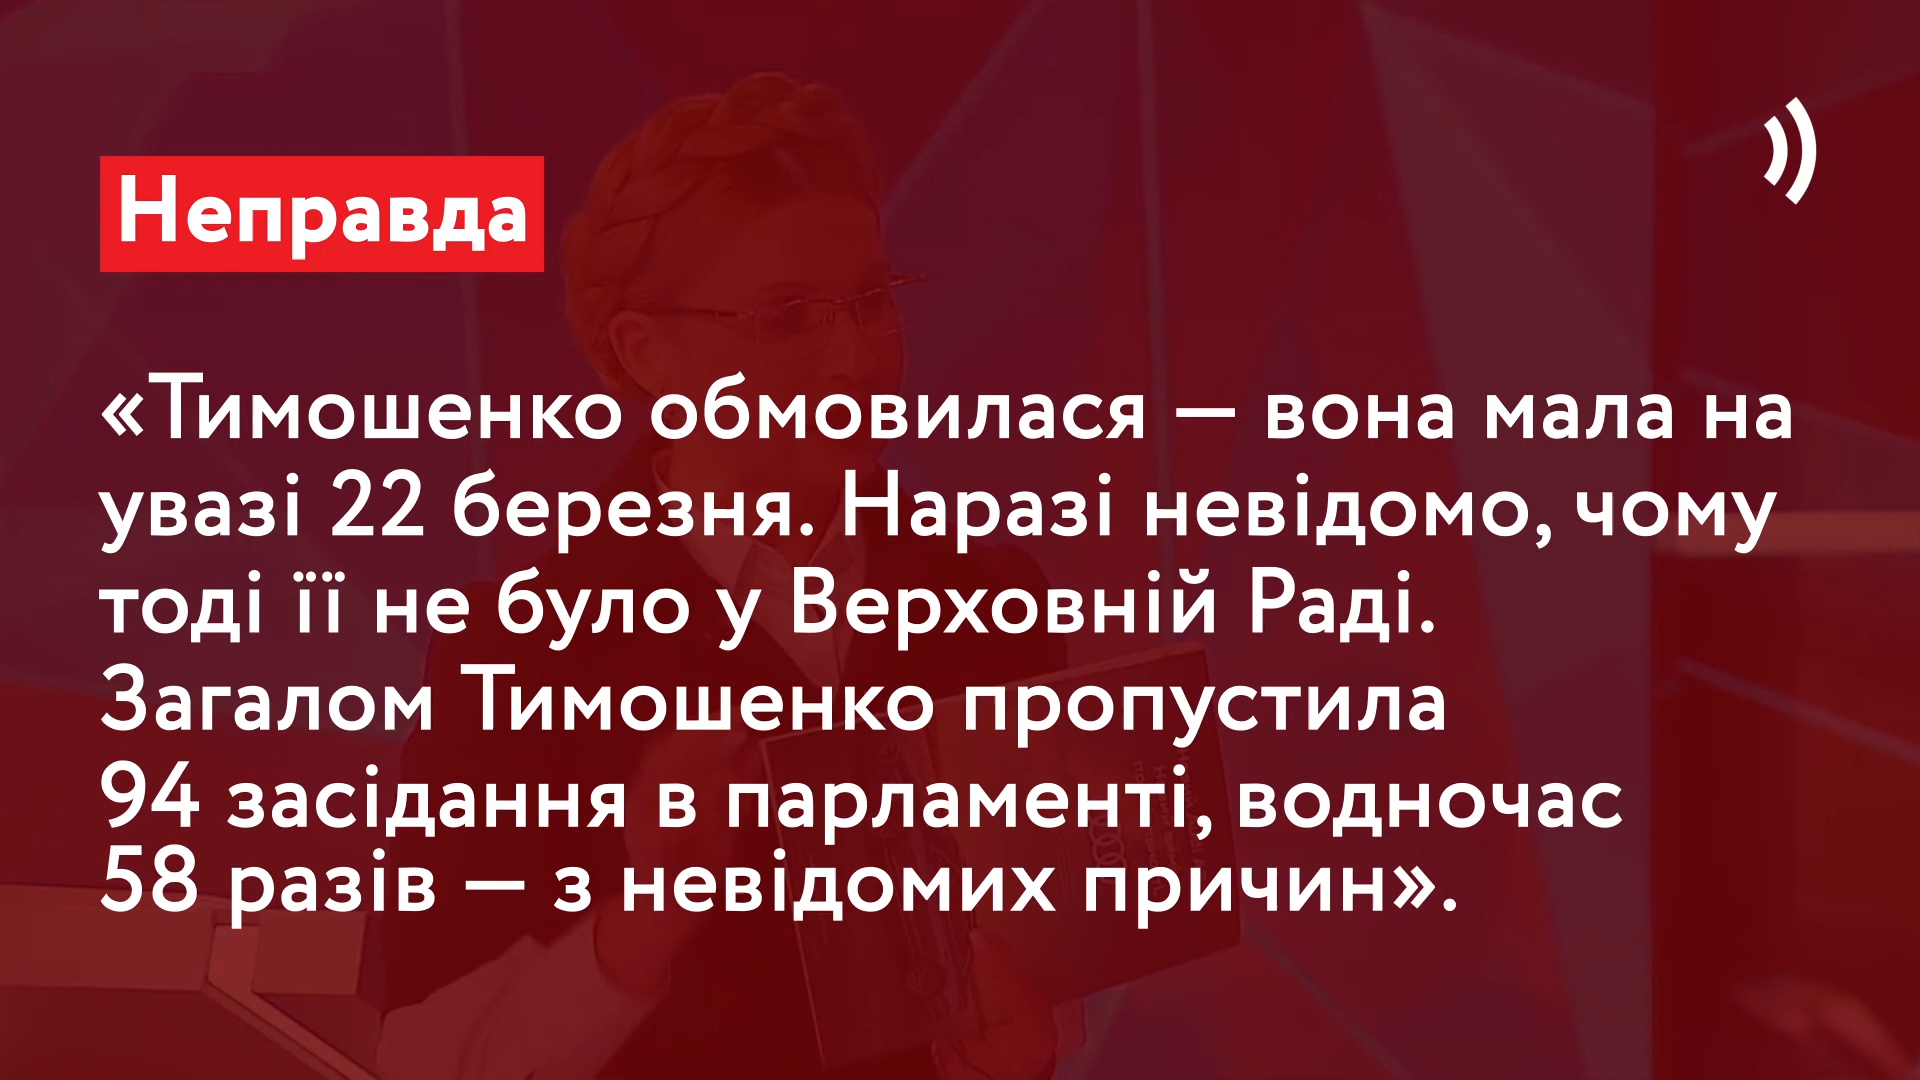 Неправда
«Тимошенко обмовилася — вона мала на
увазі 22 березня. Наразі невідомо, чому
тоді її не було у Верховній Раді.
Загалом Тимошенко пропустила
94 засідання в парламенті, водночас
58 разів — з невідомих причин».